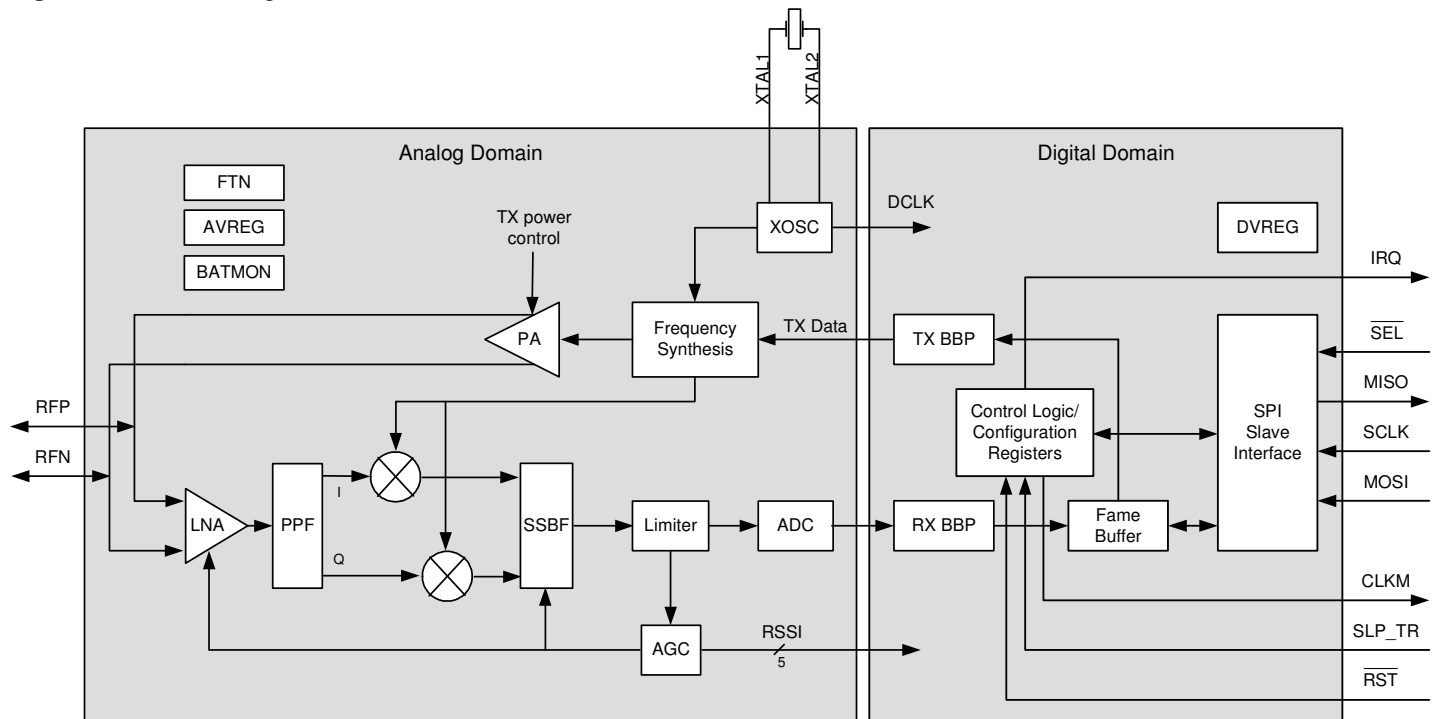 XTAL1
XTAL2
Analog Domain
Digital Domain
FTN
AVREG
BATMON
TX power
control
XOSC
DCLK
DVREG
IRQ
PA
Frequency
Synthesis
TX Data
TX BBP
SEL
MISO
SCLK
MOSI
Control Logic/
Configuration
Registers
SPI
Slave
Interface
RFP
RFN
LNA
PPF
I
Q
SSBF
Limiter
ADC
RX BBP
Fame
Buffer
AGC
RSSI
5
CLKM
SLP_TR
RST